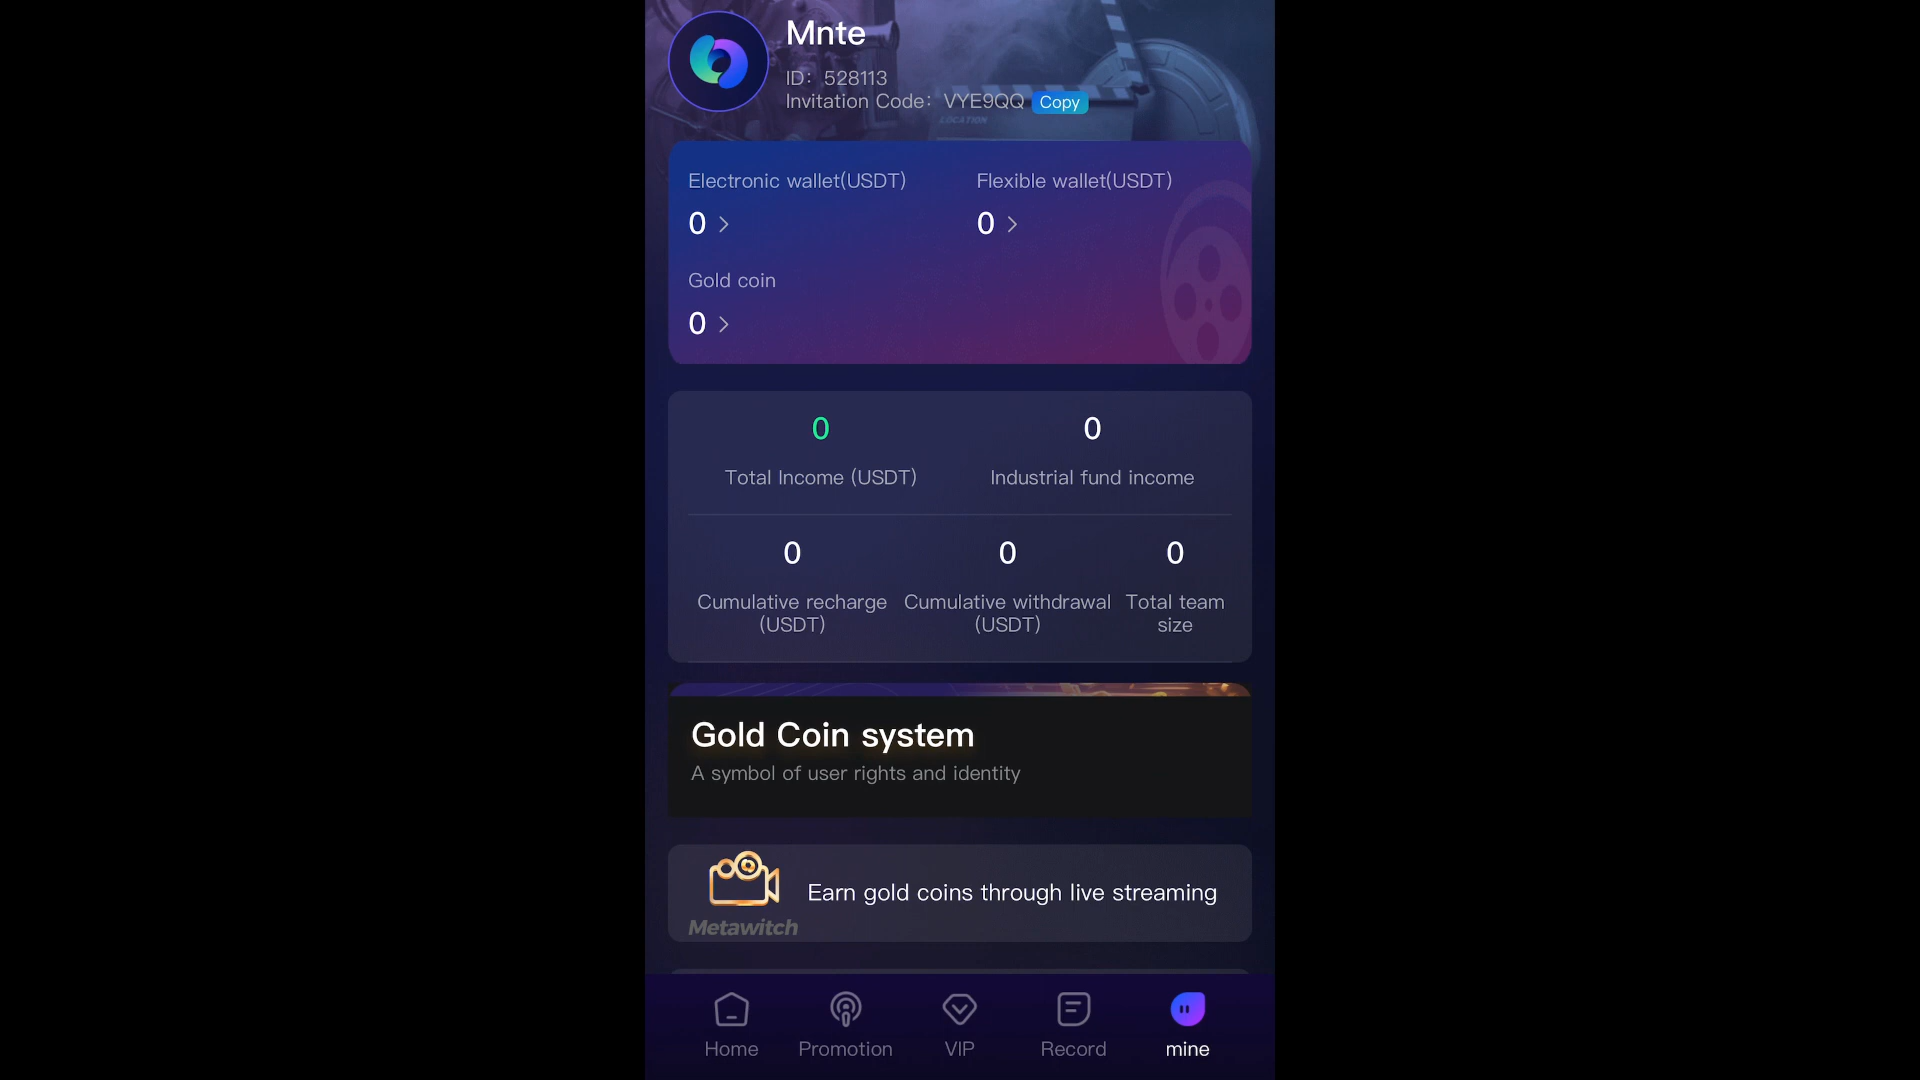 Mnte
ID: 528113
Invitation Code: VYE9QQ Copy
LOCATION
Electronic wallet(USDT)
Flexible wallet(USDT)
0
0
Gold coin
0
0
0
Total Income (USDT)
Industrial fund income
0
0
0
Cumulative recharge
(USDT)
Cumulative withdrawal
(USDT)
Total team
size
Gold Coin system
A symbol of user rights and identity
Earn gold coins through live streaming
Metawitch
Home
Promotion
VIP
Record
mine